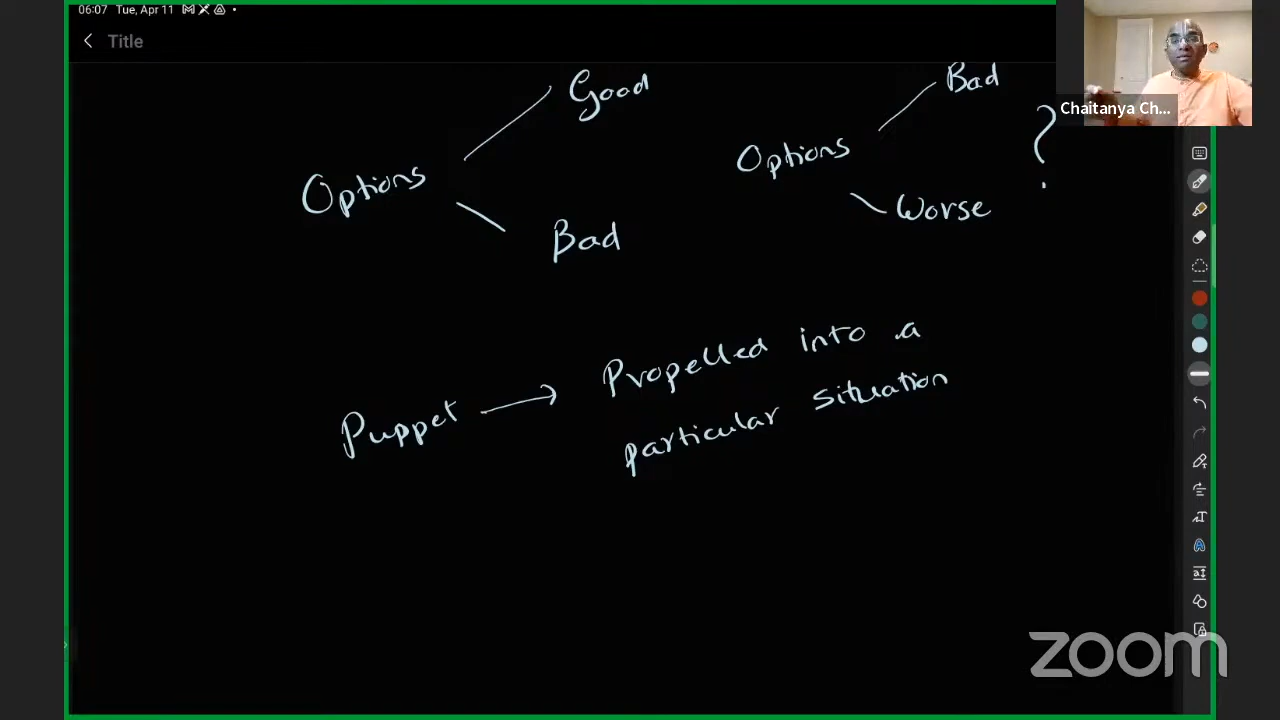 06:07 Tue, Apr 11
Title
Good
Options
Bad
Bad
Options
Worse
?
Puppet → Propelled into a
particular situation
Chaitanya Ch...
zoom